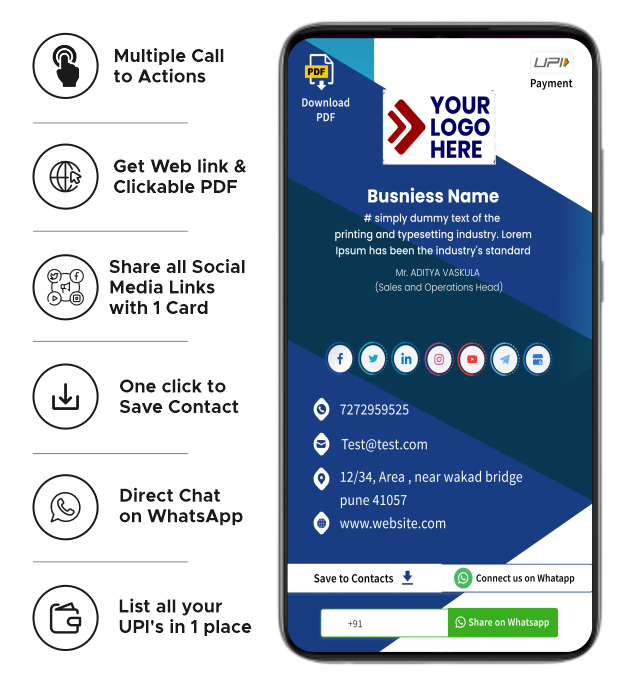 Multiple Call
to Actions
Get Web link &
Clickable PDF
Share all Social
Media Links
with 1 Card
One click to
Save Contact
Direct Chat
on WhatsApp
List all your
UPI's in 1 place
PDF
Download
PDF
UPI
Payment
YOUR
LOGO
HERE
Busniess Name
# simply dummy text of the
printing and typesetting industry. Lorem
Ipsum has been the industry's standard
Mr. ADITYA VASKULA
(Sales and Operations Head)
7272959525
Test@test.com
12/34, Area , near wakad bridge
pune 41057
www.website.com
Save to Contacts
Connect us on Whatapp
+91
Share on Whatsapp